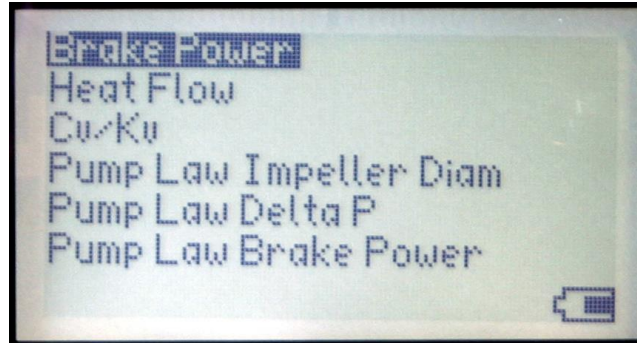 Brake Power
Heat Flow
Cv/Kv
Pump Law Impeller Diam
Pump Law Delta P
Pump Law Brake Power